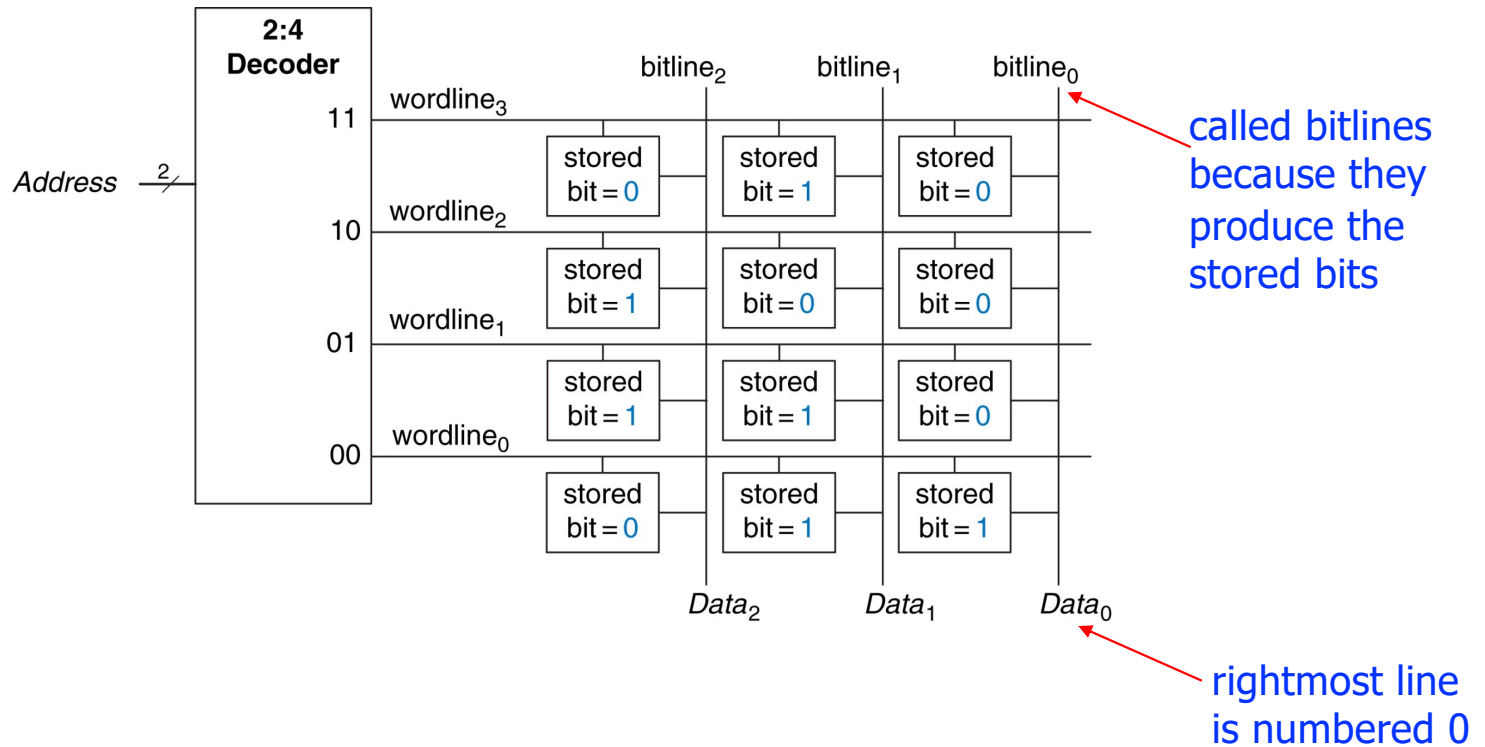 2:4
Decoder
bitline₂ bitline₁ bitline₀
wordline₃
11
called bitlines
because they
produce the
stored bits
stored stored stored
bit = 0 bit = 1 bit = 0
Address 2
wordline₂
10
stored stored stored
bit = 1 bit = 0 bit = 0
wordline₁
01
stored stored stored
bit = 1 bit = 1 bit = 0
wordline₀
00
stored stored stored
bit = 0 bit = 1 bit = 1
Data₂ Data₁ Data₀
rightmost line
is numbered 0